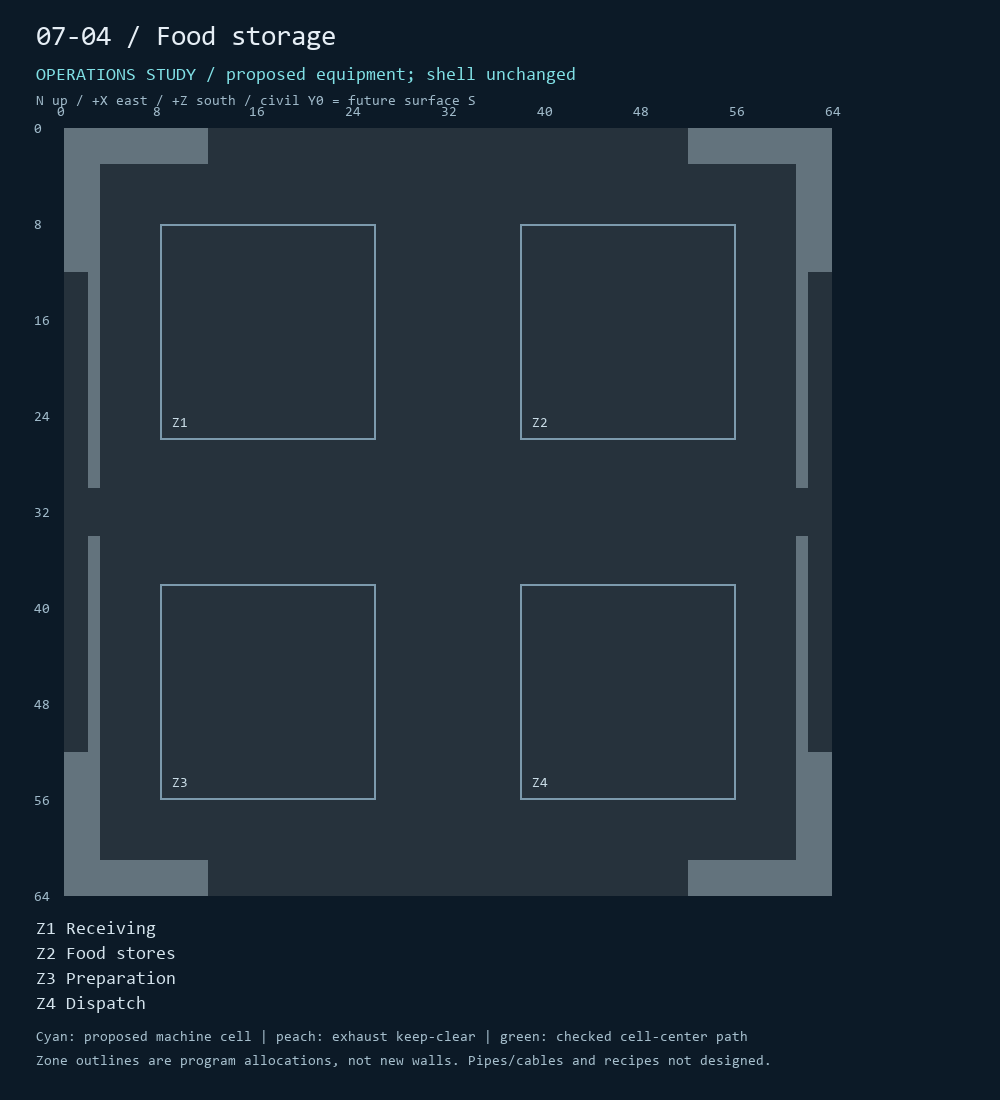 07-04 / Food storage
OPERATIONS STUDY / proposed equipment; shell unchanged
N up / +X east / +Z south / civil Y0 = future surface S
0 8 16 24 32 40 48 56 64
0
8
16
24
Z1 Z2
32
40
48
Z3 Z4
56
64
Z1 Receiving
Z2 Food stores
Z3 Preparation
Z4 Dispatch
Cyan: proposed machine cell | peach: exhaust keep-clear | green: checked cell-center path
Zone outlines are program allocations, not new walls. Pipes/cables and recipes not designed.